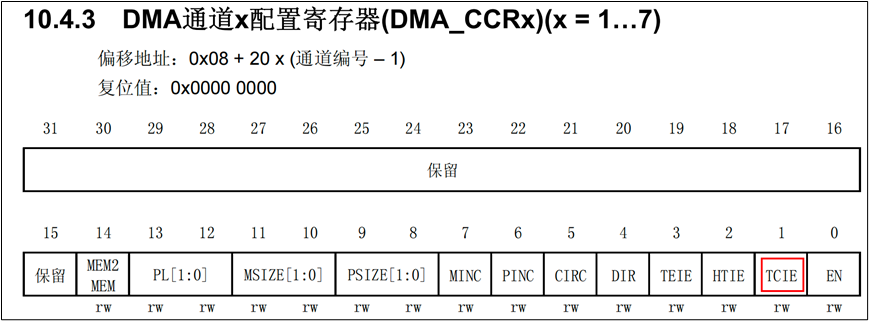 10.4.3 DMA通道x配置寄存器(DMA_CCRx)(x = 1…7)
偏移地址：0x08 + 20 x (通道编号 – 1)
复位值：0x0000 0000
31 30 29 28 27 26 25 24 23 22 21 20 19 18 17 16
保留
15 14 13 12 11 10 9 8 7 6 5 4 3 2 1 0
保留 MEM2 MEM PL[1:0] MSIZE[1:0] PSIZE[1:0] MINC PINC CIRC DIR TEIE HTIE TCIE EN
rw rw rw rw rw rw rw rw rw rw rw rw rw rw rw